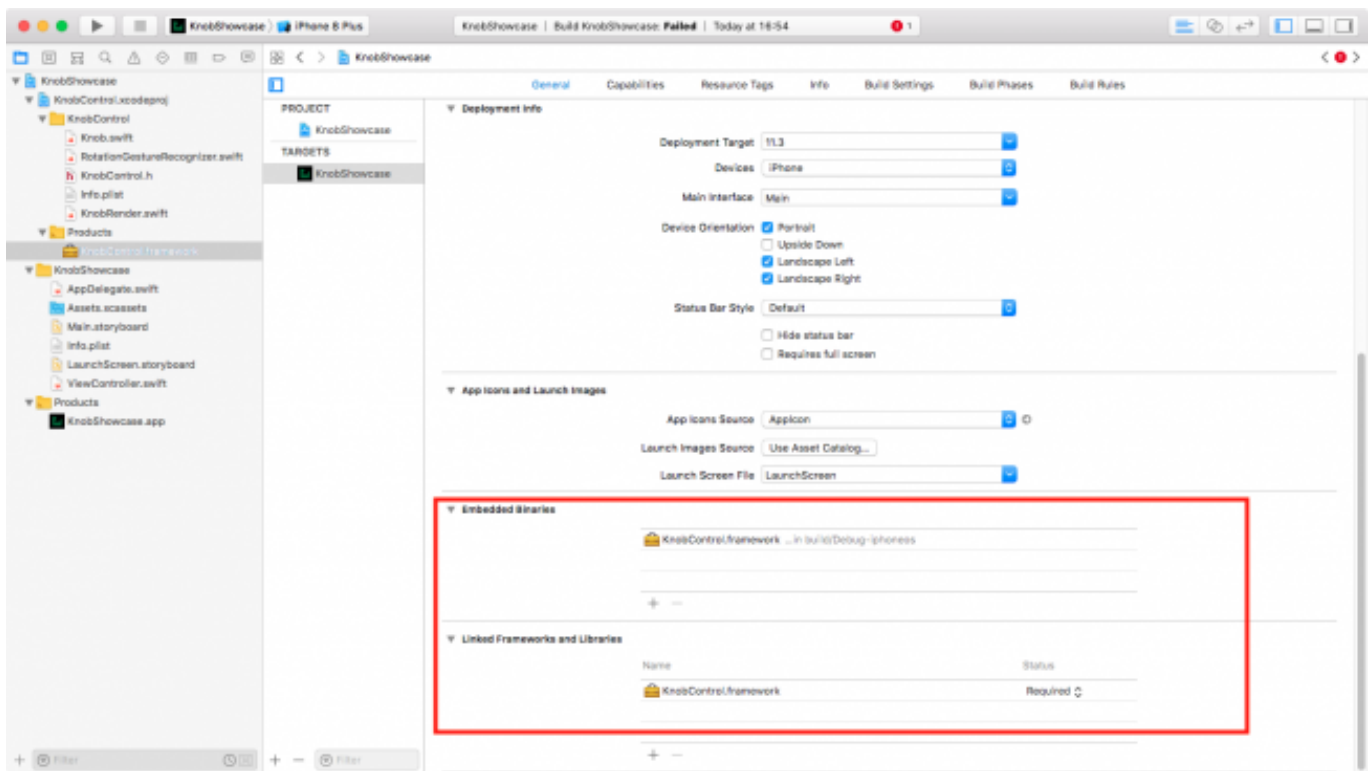 KnobShowcase iPhone 8 Plus
KnobShowcase | Build KnobShowcase: Failed | Today at 16:54
1
KnobShowcase
General Capabilities Resource Tags Info Build Settings Build Phases Build Rules
KnobShowcase
KnobControl.xcodeproj
KnobControl
Knob.swift
RotationGestureRecognizer.swift
KnobControl.h
Info.plist
KnobRender.swift
Products
KnobControl.framework
KnobShowcase
AppDelegate.swift
Assets.xcassets
Main.storyboard
Info.plist
LaunchScreen.storyboard
ViewController.swift
Products
KnobShowcase.app
Filter
PROJECT
KnobShowcase
TARGETS
KnobShowcase
Filter
Deployment Info
Deployment Target 11.3
Devices iPhone
Main Interface Main
Device Orientation Portrait
Upside Down
Landscape Left
Landscape Right
Status Bar Style Default
Hide status bar
Requires full screen
App Icons and Launch Images
App Icons Source AppIcon
Launch Images Source Use Asset Catalog...
Launch Screen File LaunchScreen
Embedded Binaries
KnobControl.framework ...in build/Debug-iphoneos
Linked Frameworks and Libraries
Name Status
KnobControl.framework Required